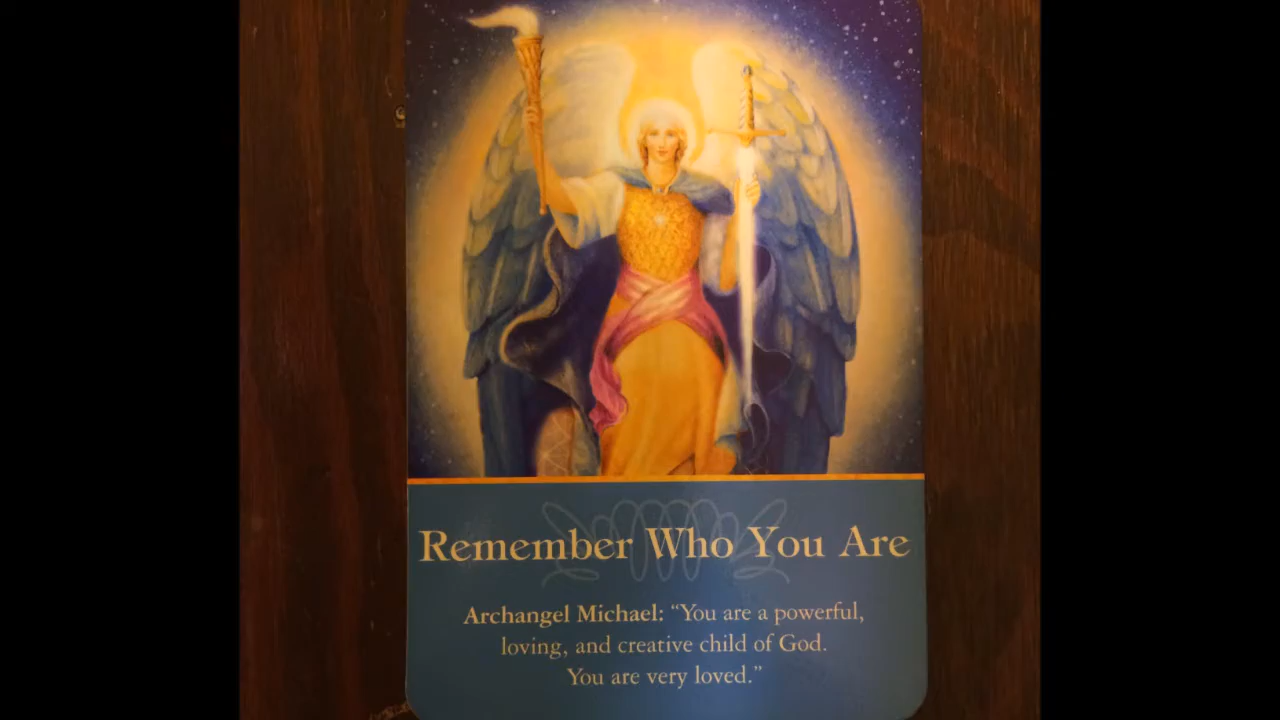 Remember Who You Are
Archangel Michael: “You are a powerful,
loving, and creative child of God.
You are very loved.”